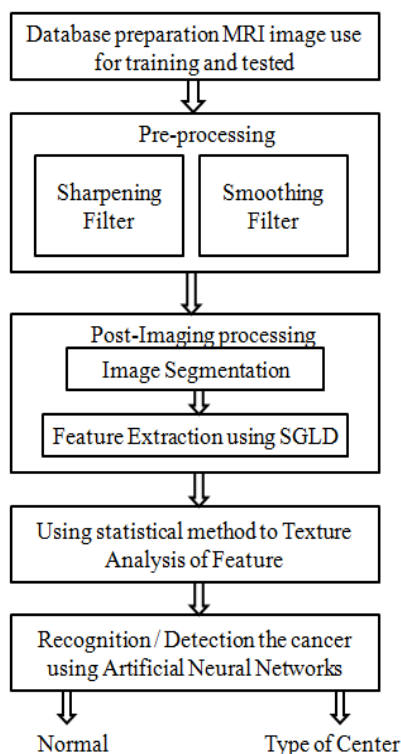 Database preparation MRI image use
for training and tested
Pre-processing
Sharpening
Filter
Smoothing
Filter
Post-Imaging processing
Image Segmentation
Feature Extraction using SGLD
Using statistical method to Texture
Analysis of Feature
Recognition / Detection the cancer
using Artificial Neural Networks
Normal
Type of Center